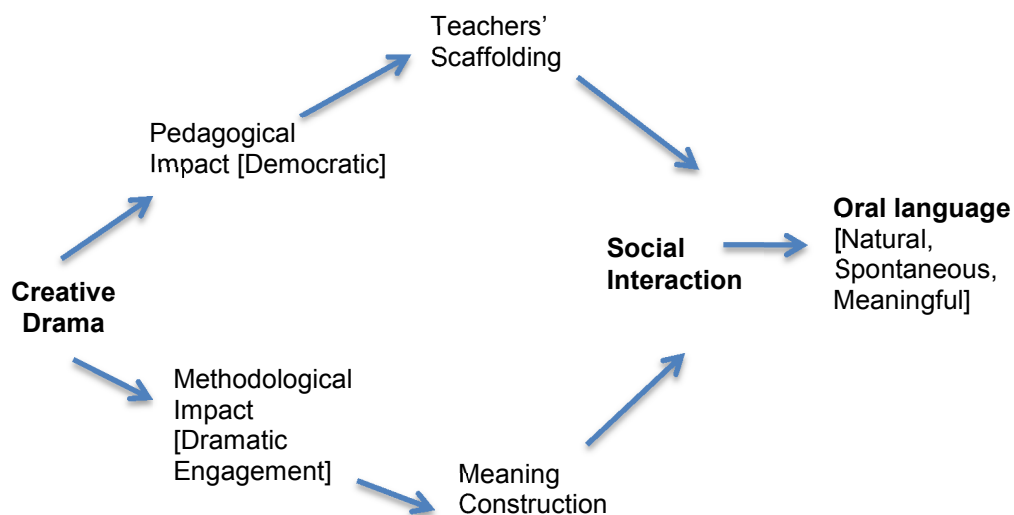 Teachers’
Scaffolding
Pedagogical
Impact [Democratic]
Oral language
[Natural,
Spontaneous,
Meaningful]
Social
Interaction
Creative
Drama
Methodological
Impact
[Dramatic
Engagement]
Meaning
Construction